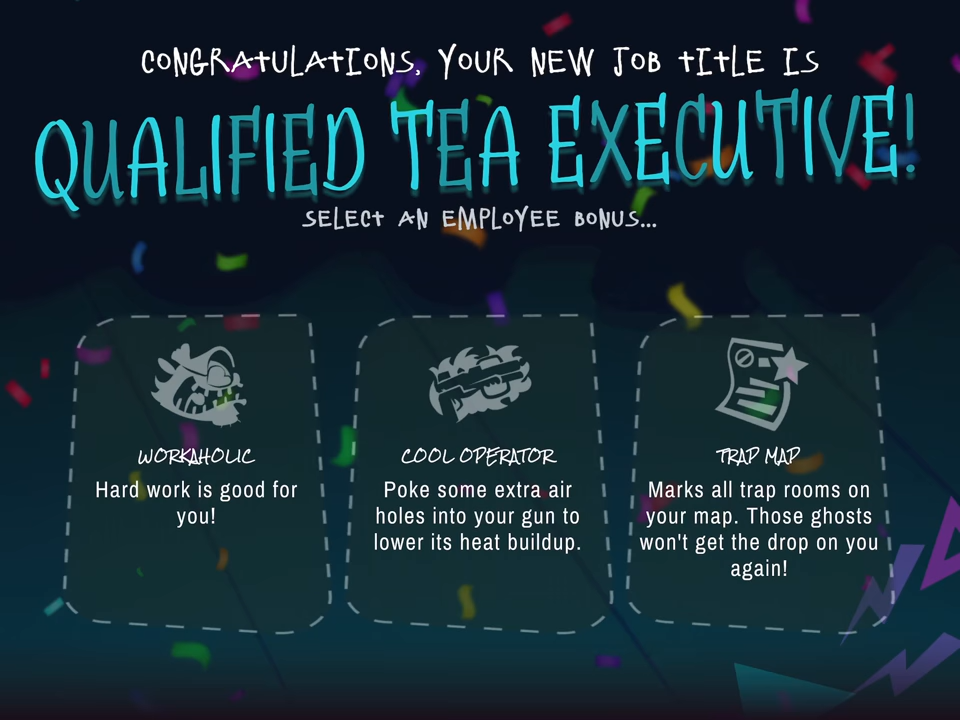 CONGRATULATIONS, YOUR NEW JOB TITLE IS
QUALIFIED TEA EXECUTIVE!
SELECT AN EMPLOYEE BONUS...
WORKAHOLIC
Hard work is good for
you!
COOL OPERATOR
Poke some extra air
holes into your gun to
lower its heat buildup.
TRAP MAP
Marks all trap rooms on
your map. Those ghosts
won't get the drop on you
again!